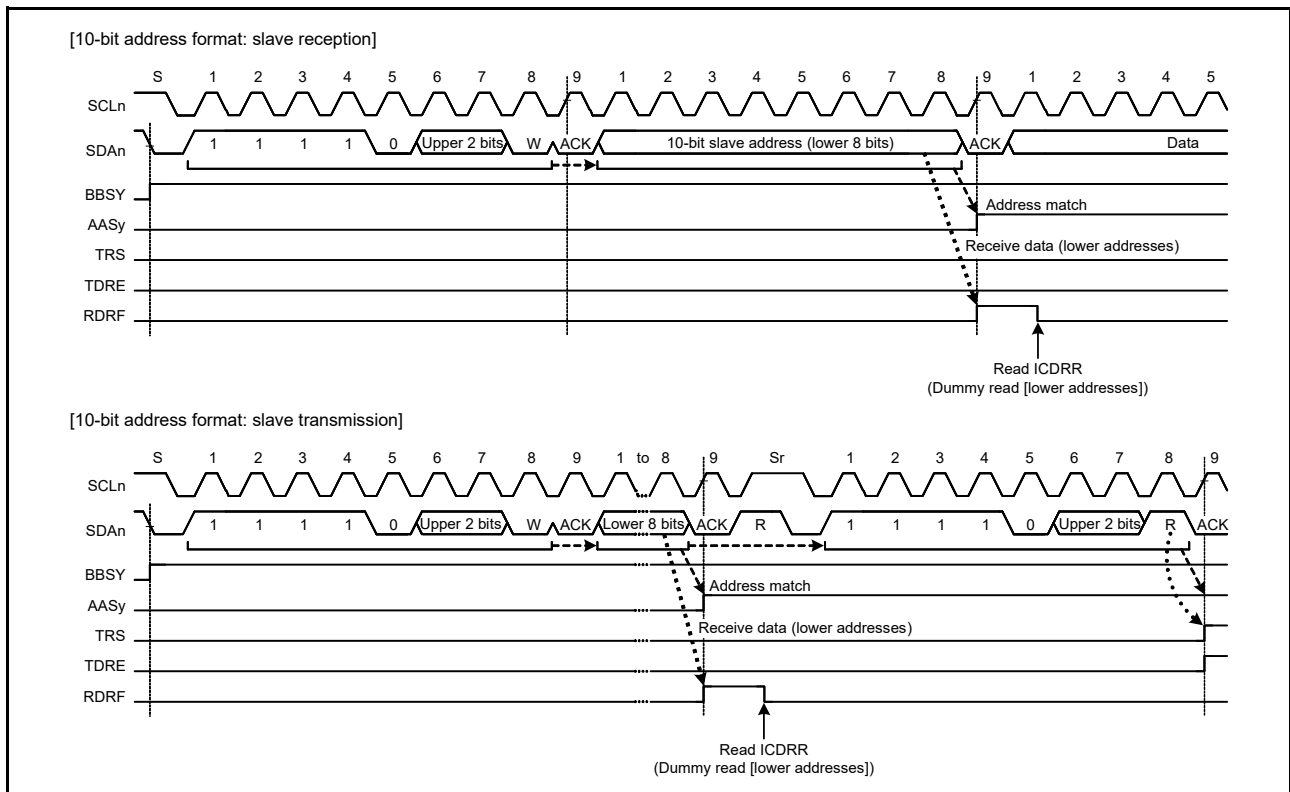 [10-bit address format: slave reception]
S 1 2 3 4 5 6 7 8 9 1 2 3 4 5 6 7 8 9 1 2 3 4 5
SCLn
SDAn 1 1 1 1 0 Upper 2 bits W ACK 10-bit slave address (lower 8 bits) ACK Data
BBSY
Address match
AASy
Receive data (lower addresses)
TRS
TDRE
RDRF
Read ICDRR
(Dummy read [lower addresses])
[10-bit address format: slave transmission]
S 1 2 3 4 5 6 7 8 9 1 to 8 9 Sr 1 2 3 4 5 6 7 8 9
SCLn
SDAn 1 1 1 1 0 Upper 2 bits W ACK Lower 8 bits ACK R 1 1 1 1 0 Upper 2 bits R ACK
BBSY
Address match
AASy
Receive data (lower addresses)
TRS
TDRE
RDRF
Read ICDRR
(Dummy read [lower addresses])